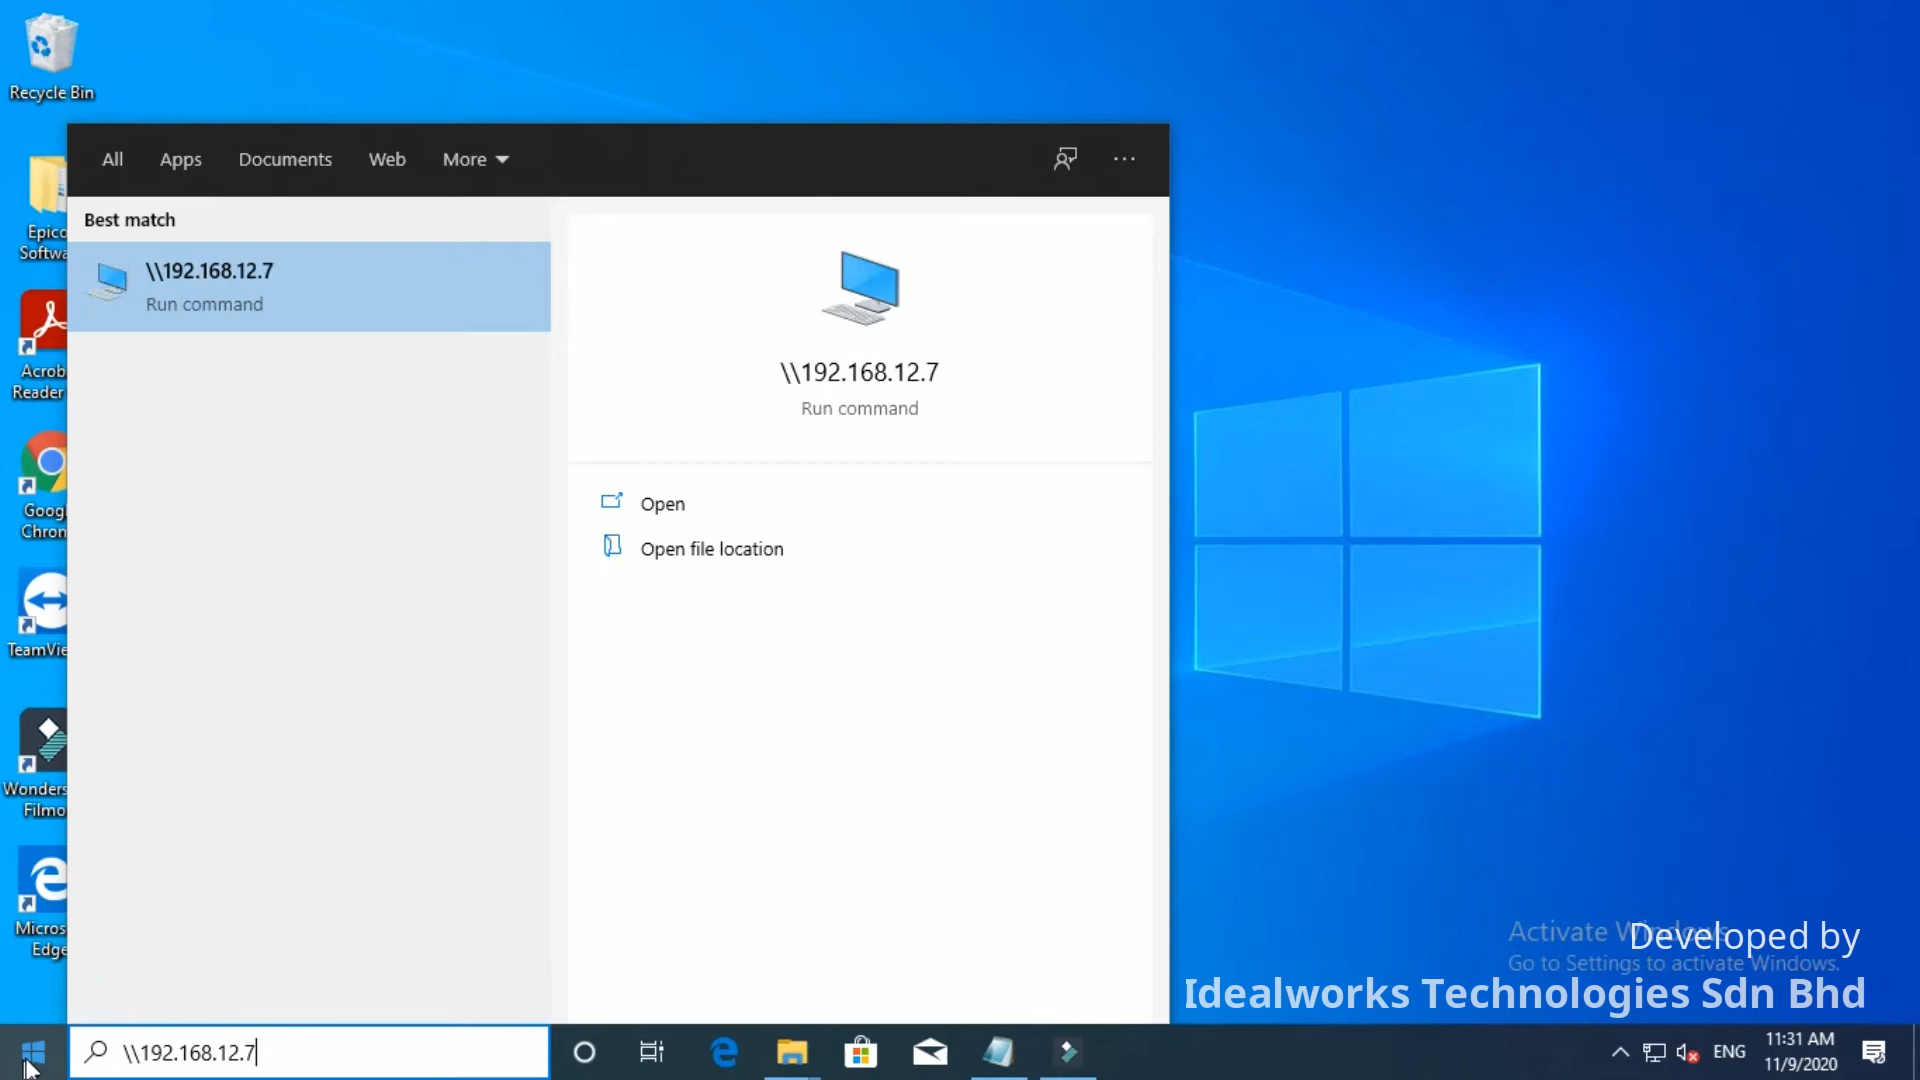 Recycle Bin
All
Apps
Documents
Web
More
Best match
\\192.168.12.7
Run command
\\192.168.12.7
Run command
Open
Open file location
Epico
Softwa
Acrob
Reader
Googl
Chrom
TeamVie
Wonders
Filmo
Micros
Edge
Activate Windows
Go to Settings to activate Windows.
Developed by
Idealworks Technologies Sdn Bhd
\\192.168.12.7
ENG
11:31 AM
11/9/2020